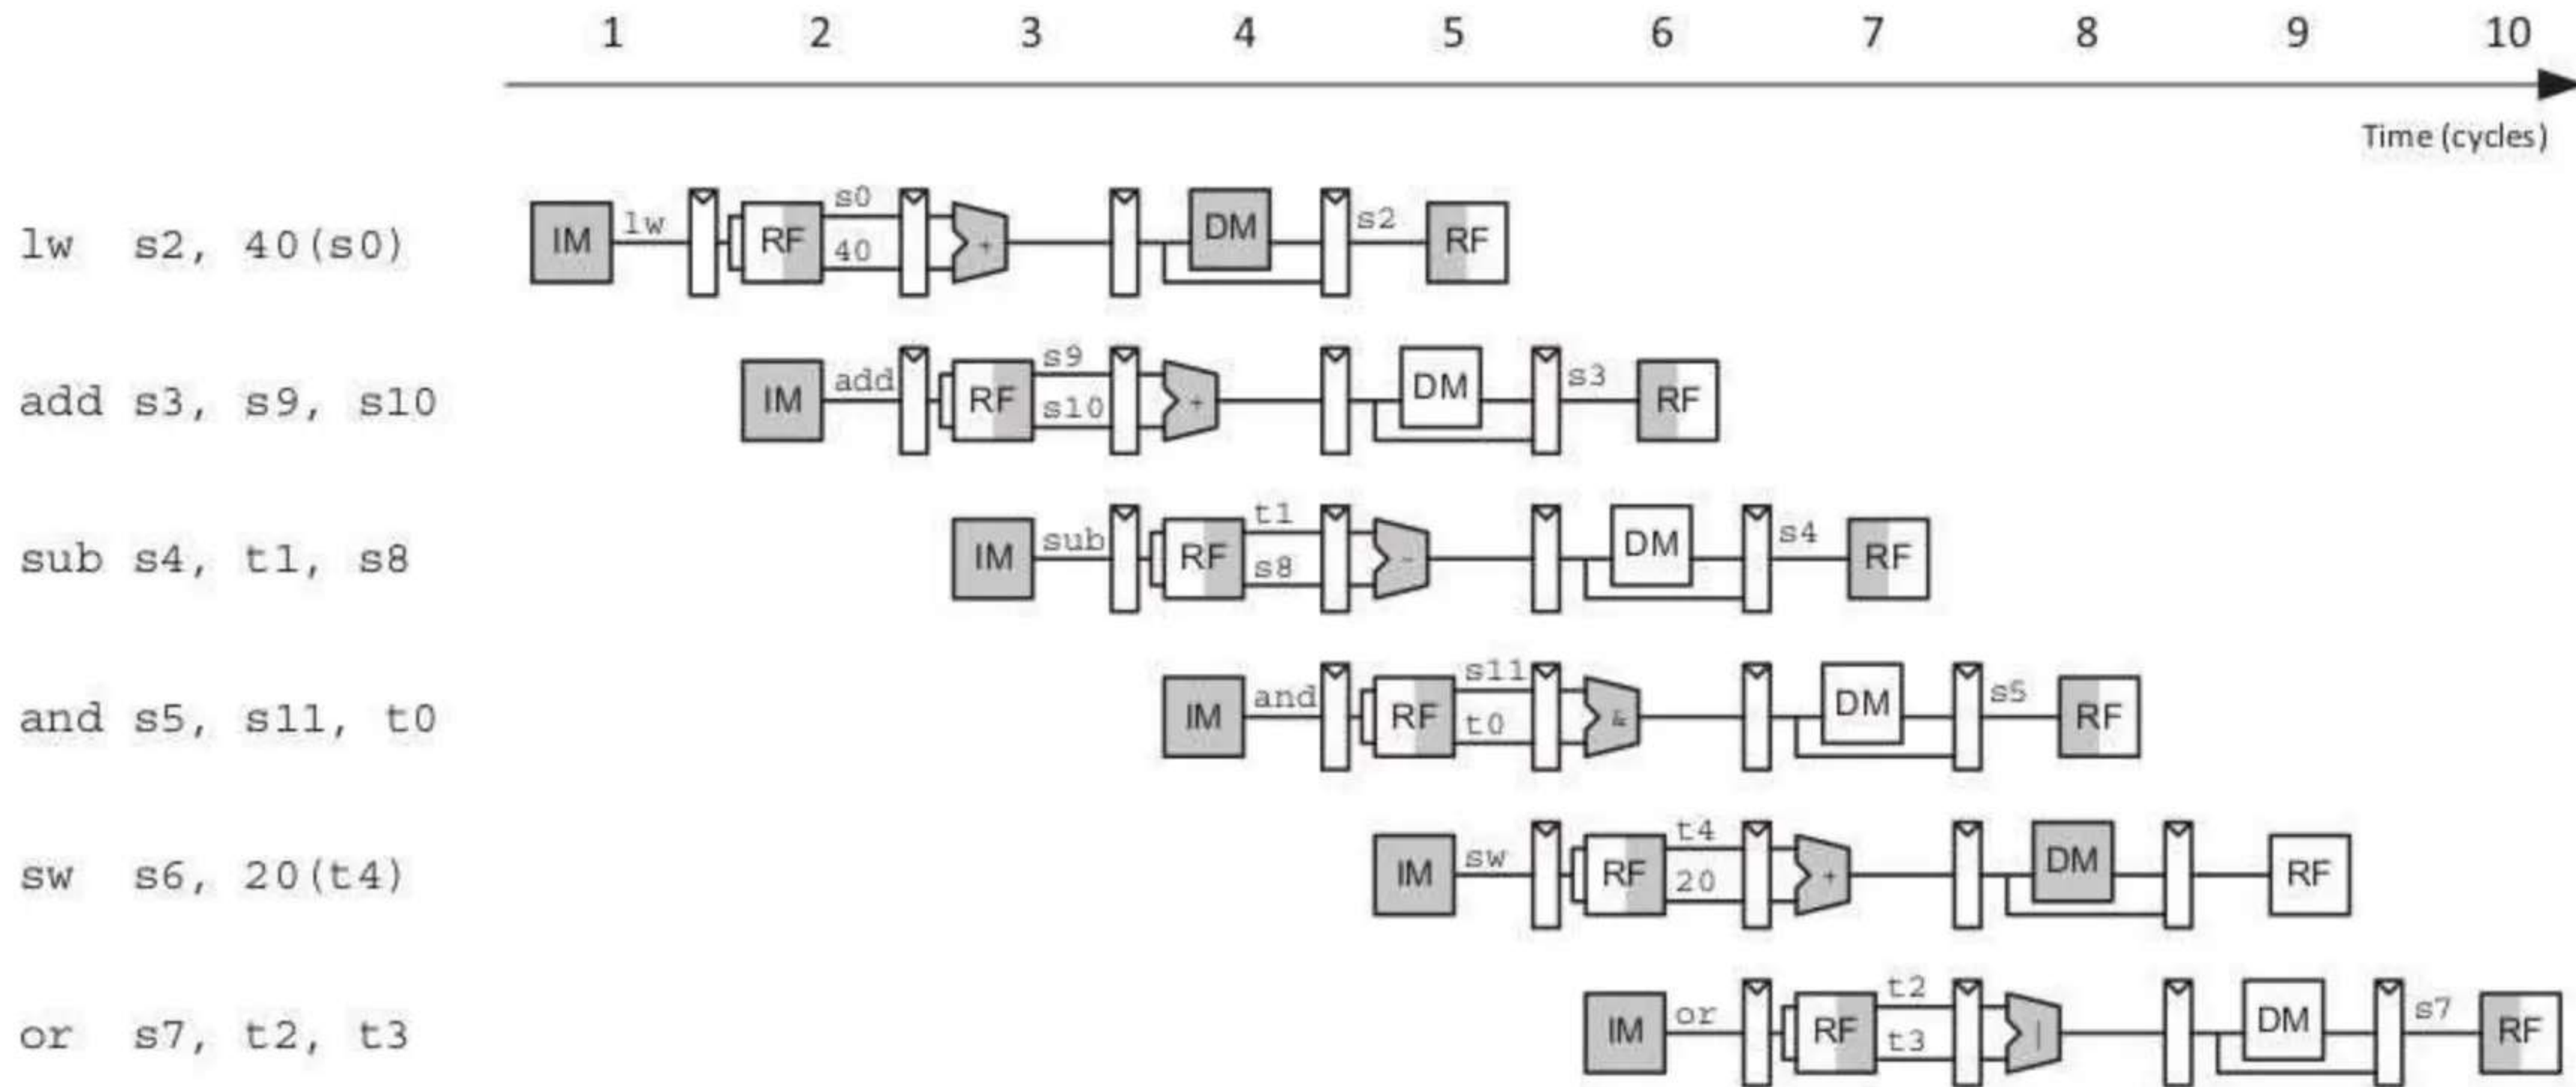 1 2 3 4 5 6 7 8 9 10
Time (cycles)
lw s2, 40(s0) IM lw RF s0 40 + DM s2 RF
add s3, s9, s10 IM add RF s9 s10 + DM s3 RF
sub s4, t1, s8 IM sub RF t1 s8 - DM s4 RF
and s5, s11, t0 IM and RF s11 t0 & DM s5 RF
sw s6, 20(t4) IM sw RF t4 20 + DM RF
or s7, t2, t3 IM or RF t2 t3 | DM s7 RF